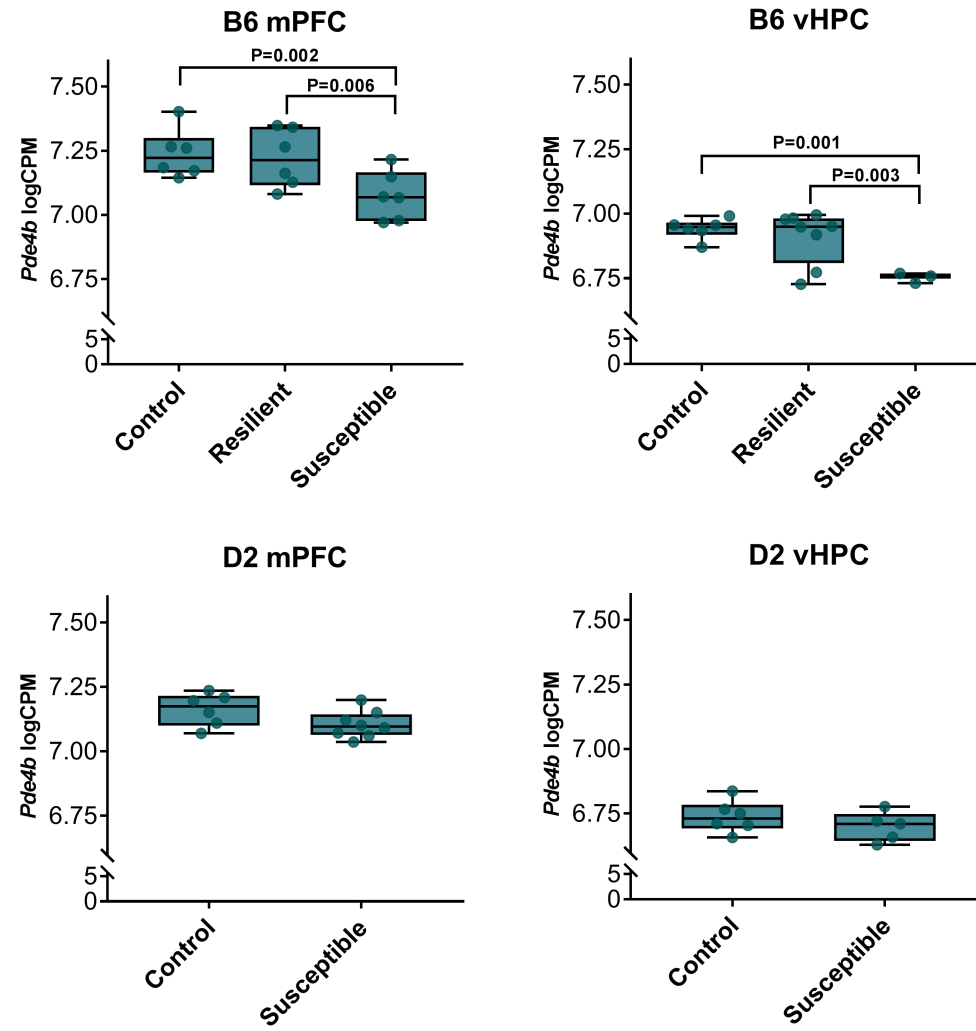 B6 mPFC
P=0.002
P=0.006
Pde4b logCPM
7.50
7.25
7.00
6.75
5
0
Control
Resilient
Susceptible
B6 vHPC
P=0.001
P=0.003
Pde4b logCPM
7.50
7.25
7.00
6.75
5
0
Control
Resilient
Susceptible
D2 mPFC
Pde4b logCPM
7.50
7.25
7.00
6.75
5
0
Control
Susceptible
D2 vHPC
Pde4b logCPM
7.50
7.25
7.00
6.75
5
0
Control
Susceptible